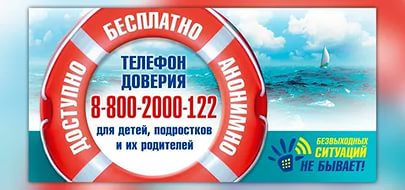 ДОСТУПНО
БЕСПЛАТНО
АНОНИМНО
ТЕЛЕФОН
ДОВЕРИЯ
8-800-2000-122
для детей, подростков
и их родителей
БЕЗВЫХОДНЫХ
СИТУАЦИЙ
НЕ БЫВАЕТ!